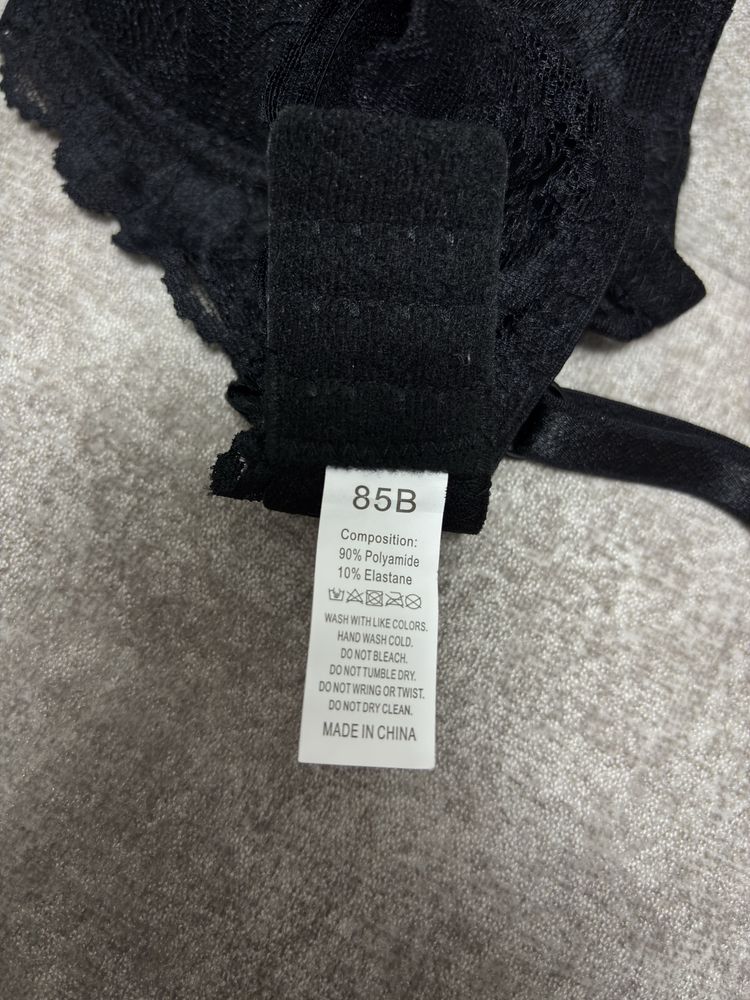 85B
Composition:
90% Polyamide
10% Elastane
WASH WITH LIKE COLORS.
HAND WASH COLD.
DO NOT BLEACH.
DO NOT TUMBLE DRY.
DO NOT WRING OR TWIST.
DO NOT DRY CLEAN.
MADE IN CHINA